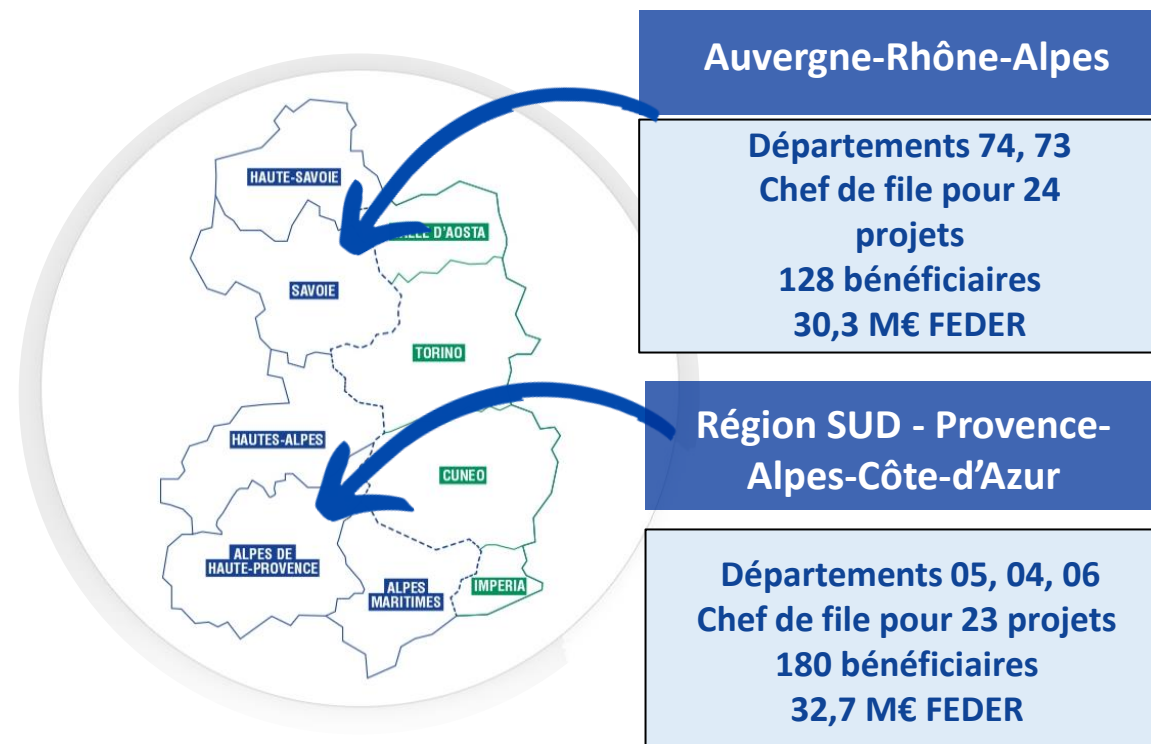 Auvergne-Rhône-Alpes
Départements 74, 73
Chef de file pour 24
projets
128 bénéficiaires
30,3 M€ FEDER
Région SUD - Provence-
Alpes-Côte-d’Azur
Départements 05, 04, 06
Chef de file pour 23 projets
180 bénéficiaires
32,7 M€ FEDER
HAUTE-SAVOIE
D'AOSTA
SAVOIE
TORINO
HAUTES-ALPES
CUNEO
ALPES DE
HAUTE-PROVENCE
ALPES
MARITIMES
IMPERIA